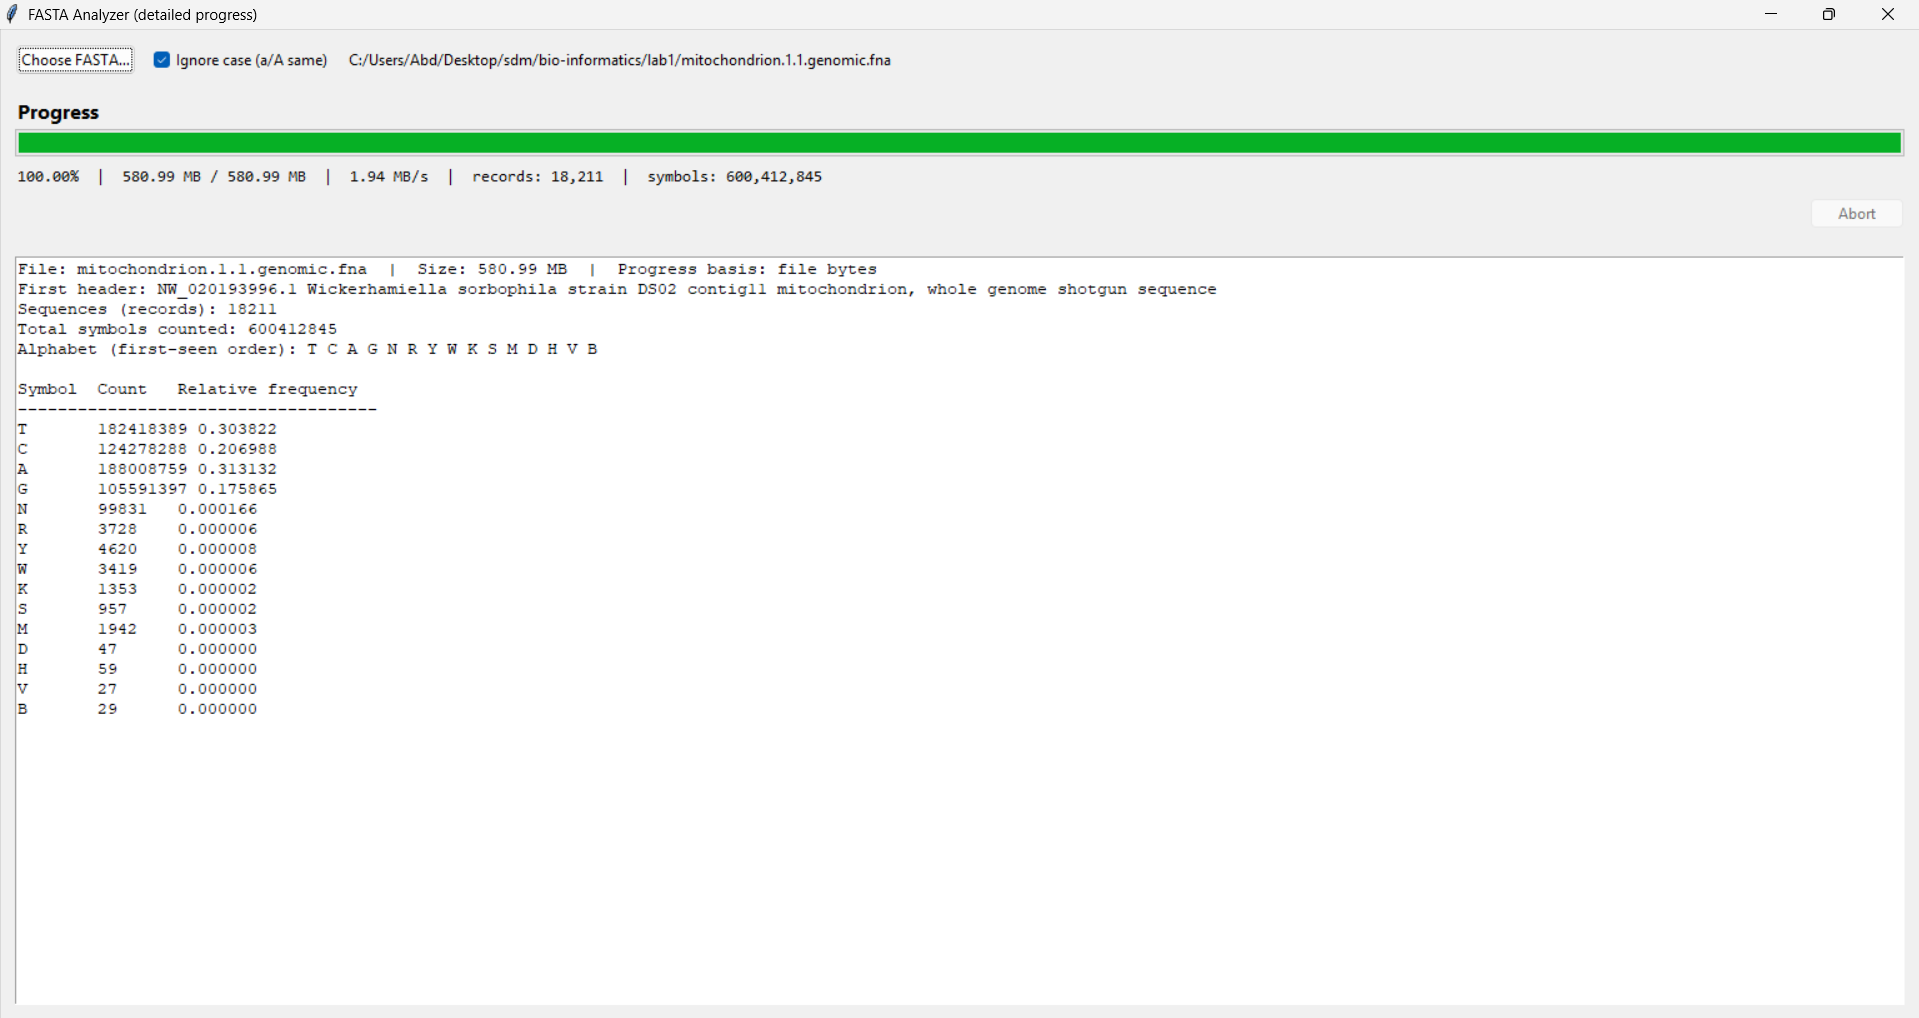 FASTA Analyzer (detailed progress)
Choose FASTA... Ignore case (a/A same) C:/Users/Abd/Desktop/sdm/bio-informatics/lab1/mitochondrion.1.1.genomic.fna
Progress
100.00% | 580.99 MB / 580.99 MB | 1.94 MB/s | records: 18,211 | symbols: 600,412,845
Abort
File: mitochondrion.1.1.genomic.fna | Size: 580.99 MB | Progress basis: file bytes
First header: NW_020193996.1 Wickerhamiella sorbophila strain DS02 contig11 mitochondrion, whole genome shotgun sequence
Sequences (records): 18211
Total symbols counted: 600412845
Alphabet (first-seen order): T C A G N R Y W K S M D H V B
Symbol Count Relative frequency
------------------------------------
T 182418389 0.303822
C 124278288 0.206988
A 188008759 0.313132
G 105591397 0.175865
N 99831 0.000166
R 3728 0.000006
Y 4620 0.000008
W 3419 0.000006
K 1353 0.000002
S 957 0.000002
M 1942 0.000003
D 47 0.000000
H 59 0.000000
V 27 0.000000
B 29 0.000000